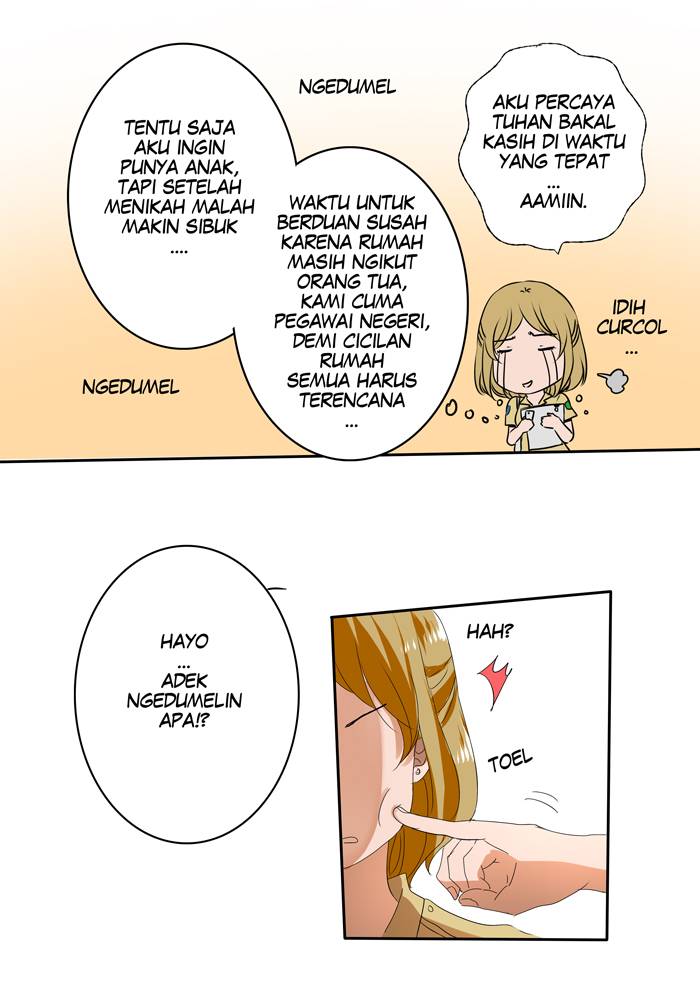 NGEDUMEL
TENTU SAJA
AKU INGIN
PUNYA ANAK,
TAPI SETELAH
MENIKAH MALAH
MAKIN SIBUK
....
WAKTU UNTUK
BERDUAN SUSAH
KARENA RUMAH
MASIH NGIKUT
ORANG TUA,
KAMI CUMA
PEGAWAI NEGERI,
DEMI CICILAN
RUMAH
SEMUA HARUS
TERENCANA
...
AKU PERCAYA
TUHAN BAKAL
KASIH DI WAKTU
YANG TEPAT
...
AAMIIN.
IDIH
CURCOL
...
NGEDUMEL
HAYO
...
ADEK
NGEDUMELIN
APA!?
HAH?
TOEL